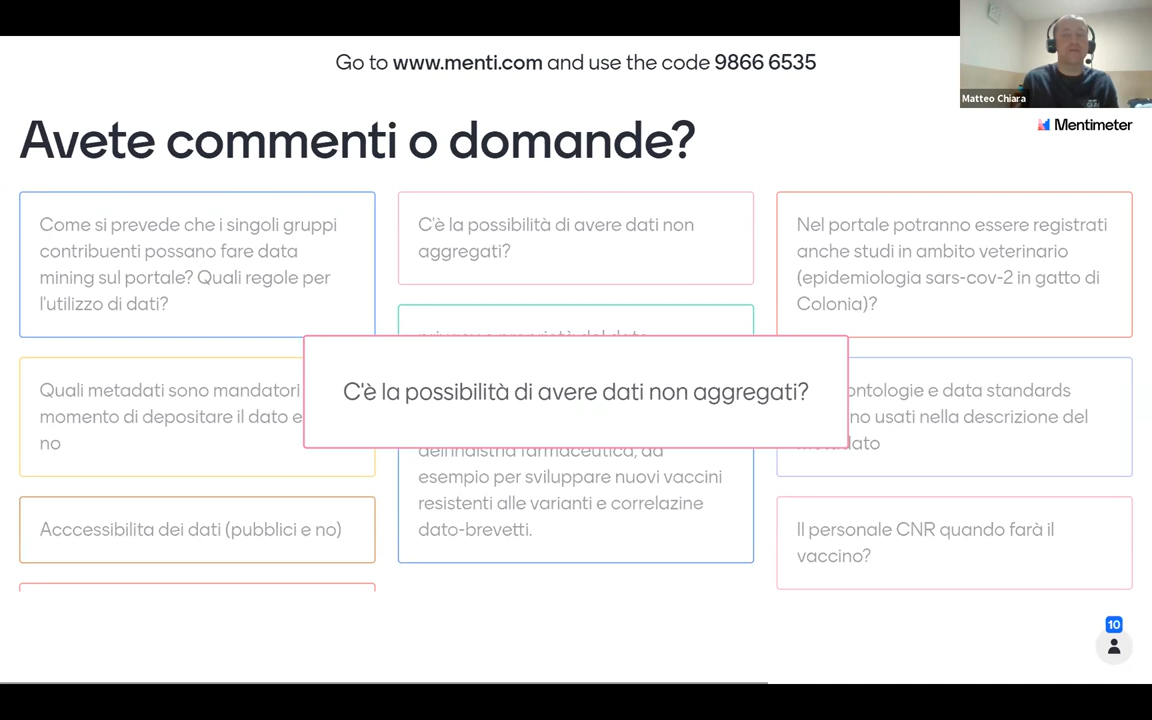 Go to www.menti.com and use the code 9866 6535
Matteo Chiara
Mentimeter
Avete commenti o domande?
Come si prevede che i singoli gruppi
contribuenti possano fare data
mining sul portale? Quali regole per
l'utilizzo di dati?
C'è la possibilità di avere dati non
aggregati?
Nel portale potranno essere registrati
anche studi in ambito veterinario
(epidemiologia sars-cov-2 in gatto di
Colonia)?
Quali metadati sono mandatori
momento di depositare il dato e
no
C'è la possibilità di avere dati non aggregati?
esempio per sviluppare nuovi vaccini
resistenti alle varianti e correlazine
dato-brevetti.
ontologie e data standards
no usati nella descrizione del
Acccessibilita dei dati (pubblici e no)
Il personale CNR quando farà il
vaccino?
10